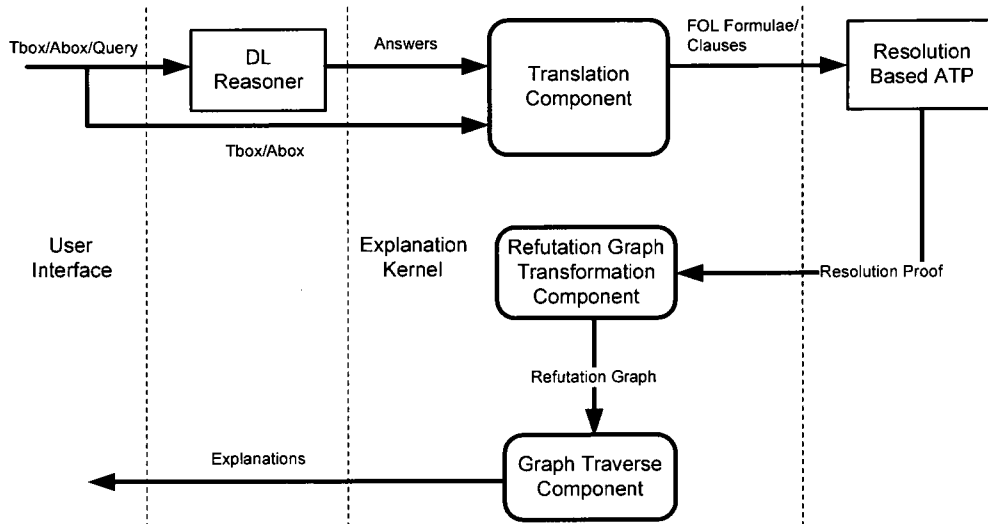 Tbox/Abox/Query
DL
Reasoner
Answers
Translation
Component
FOL Formulae/
Clauses
Resolution
Based ATP
Tbox/Abox
User
Interface
Explanation
Kernel
Refutation Graph
Transformation
Component
Resolution Proof
Refutation Graph
Explanations
Graph Traverse
Component